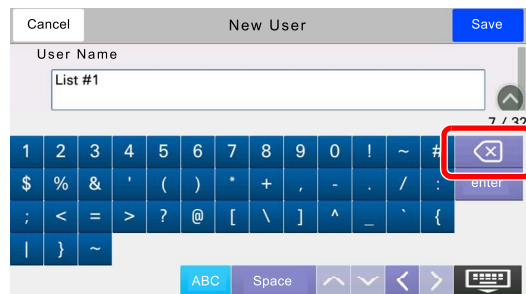 Cancel New User Save
User Name
List #1
7 / 32
1 2 3 4 5 6 7 8 9 0 ! ~ #
$ % & ' ( ) * + , - . / : enter
; < = > ? @ [ \ ] ^ _ ` {
| } ~
ABC Space